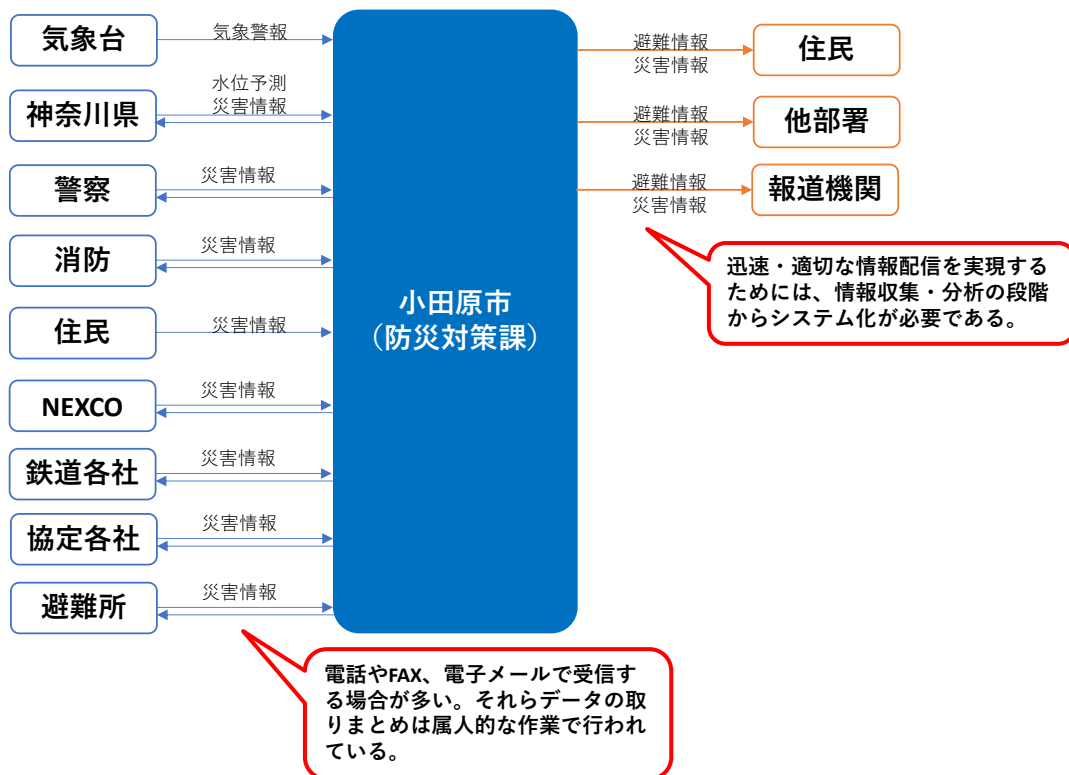 気象台
気象警報
神奈川県
水位予測
災害情報
警察
災害情報
消防
災害情報
住民
災害情報
NEXCO
災害情報
鉄道各社
災害情報
協定各社
災害情報
避難所
災害情報
小田原市
（防災対策課）
避難情報
災害情報
住民
避難情報
災害情報
他部署
避難情報
災害情報
報道機関
迅速・適切な情報配信を実現する
ためには、情報収集・分析の段階
からシステム化が必要である。
電話やFAX、電子メールで受信す
る場合が多い。それらデータの取
りまとめは属人的な作業で行われ
ている。